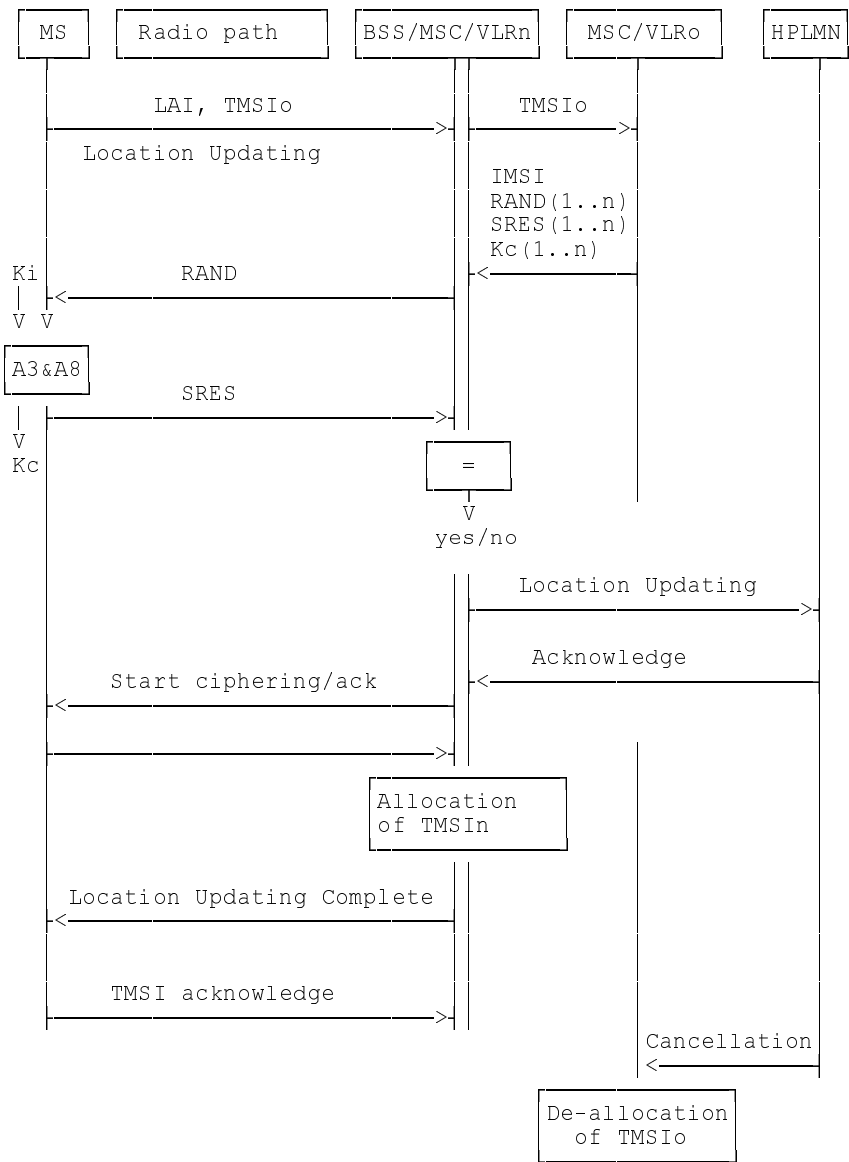 MS Radio path BSS/MSC/VLRn MSC/VLRo HPLMN
LAI, TMSIo TMSIo
Location Updating
IMSI
RAND(1..n)
SRES(1..n)
Kc(1..n)
Ki RAND
V V
A3&A8
SRES
V
Kc
=
V
yes/no
Location Updating
Acknowledge
Start ciphering/ack
Allocation
of TMSIn
Location Updating Complete
TMSI acknowledge
Cancellation
De-allocation
of TMSIo